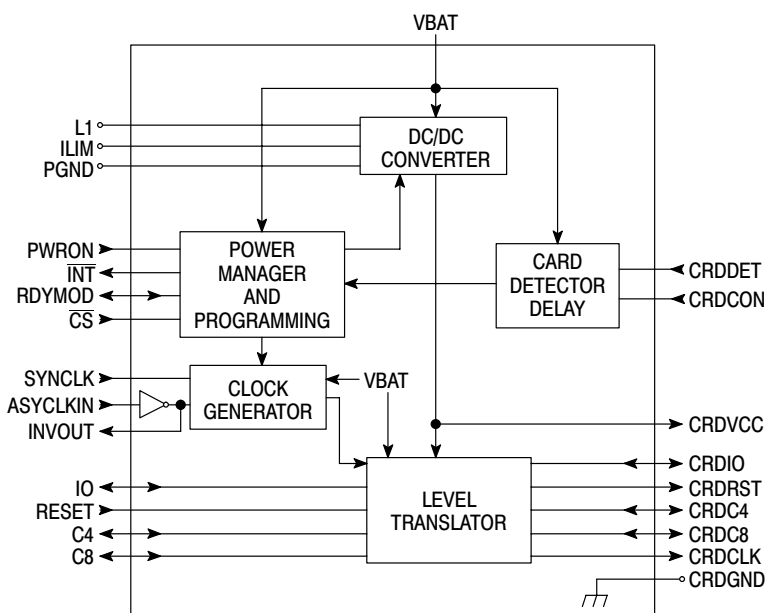 VBAT
L1
ILIM
PGND
DC/DC
CONVERTER
PWRON
INT
RDYMOD
CS
POWER
MANAGER
AND
PROGRAMMING
CARD
DETECTOR
DELAY
CRDDET
CRDCON
SYNCLK
ASYCLKIN
INVOUT
CLOCK
GENERATOR
VBAT
CRDVCC
IO
RESET
C4
C8
LEVEL
TRANSLATOR
CRDIO
CRDRST
CRDC4
CRDC8
CRDCLK
CRDGND